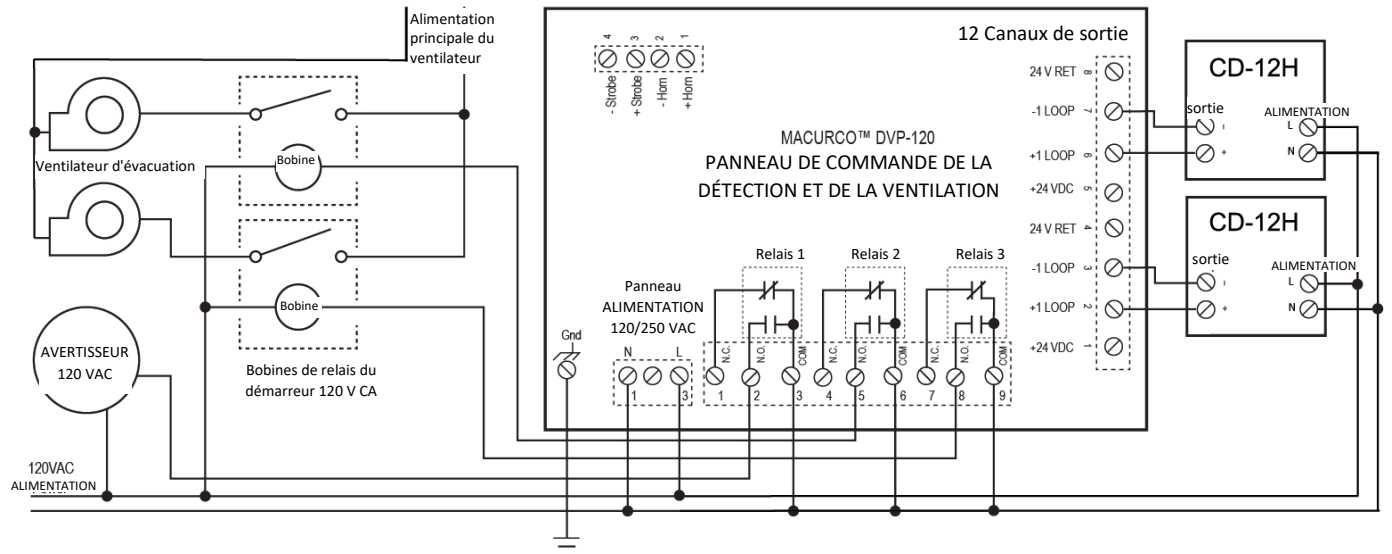 Alimentation
principale du
ventilateur
Ventilateur d'évacuation
Bobine
Bobine
Bobines de relais du
démarreur 120 V CA
AVERTISSEUR
120 VAC
120VAC
ALIMENTATION
4
3
2
1
- Strobe
+ Strobe
- Horn
+ Horn
12 Canaux de sortie
MACURCO™ DVP-120
PANNEAU DE COMMANDE DE LA
DÉTECTION ET DE LA VENTILATION
24 V RET 8
-1 LOOP 7
+1 LOOP 6
+24 VDC 5
24 V RET 4
-1 LOOP 3
+1 LOOP 2
+24 VDC 1
Relais 1
Relais 2
Relais 3
Panneau
ALIMENTATION
120/250 VAC
Gnd
N
L
1
3
N.C.
N.O.
COM
N.C.
N.O.
COM
N.C.
N.O.
COM
1
2
3
4
5
6
7
8
9
CD-12H
sortie
ALIMENTATION
-
L
+
N
CD-12H
sortie
ALIMENTATION
-
L
+
N